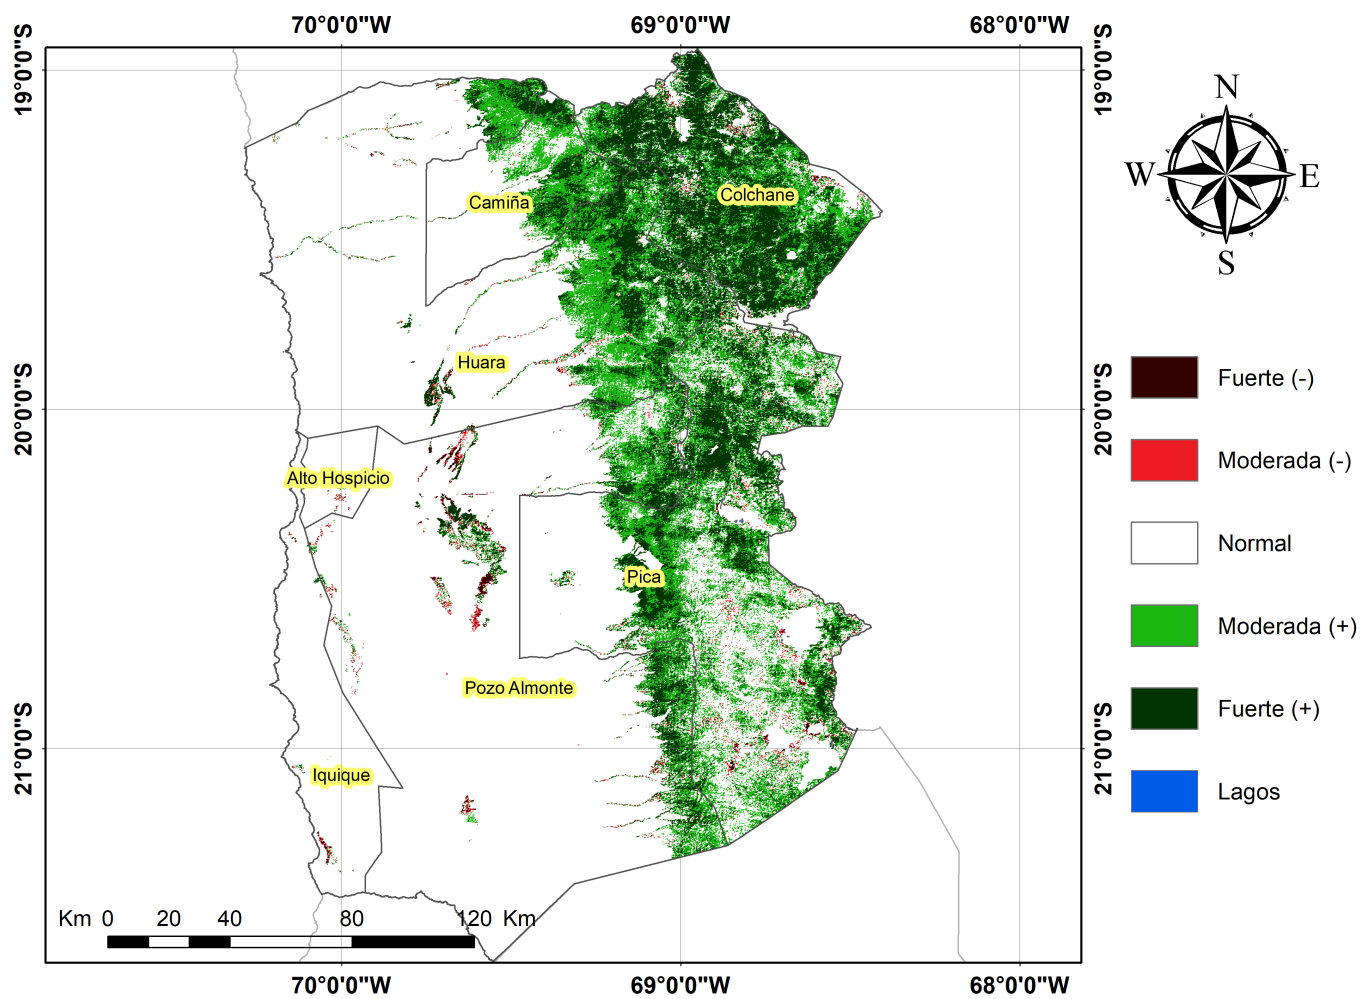 70°0'0"W 69°0'0"W 68°0'0"W
19°0'0"S
19°0'0"S
N
W E
S
Camiña
Colchane
Huara
Fuerte (-)
20°0'0"S
20°0'0"S
Moderada (-)
Alto Hospicio
Normal
Pica
Moderada (+)
Pozo Almonte
Fuerte (+)
21°0'0"S
21°0'0"S
Iquique
Lagos
Km 0 20 40 80 120 Km
70°0'0"W 69°0'0"W 68°0'0"W